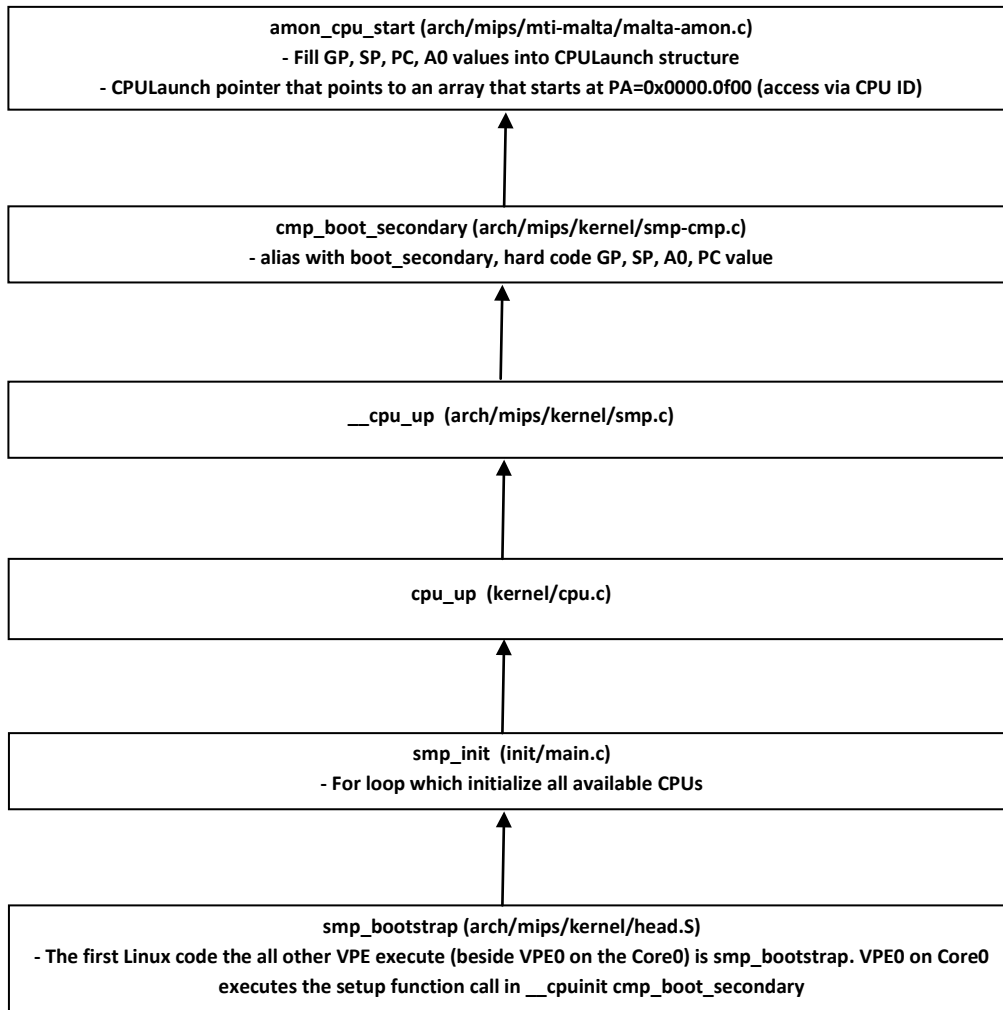 amon_cpu_start (arch/mips/mti-malta/malta-amon.c)
- Fill GP, SP, PC, A0 values into CPULaunch structure
- CPULaunch pointer that points to an array that starts at PA=0x0000.0f00 (access via CPU ID)
cmp_boot_secondary (arch/mips/kernel/smp-cmp.c)
- alias with boot_secondary, hard code GP, SP, A0, PC value
__cpu_up (arch/mips/kernel/smp.c)
cpu_up (kernel/cpu.c)
smp_init (init/main.c)
- For loop which initialize all available CPUs
smp_bootstrap (arch/mips/kernel/head.S)
- The first Linux code the all other VPE execute (beside VPE0 on the Core0) is smp_bootstrap. VPE0 on Core0
executes the setup function call in __cpuinit cmp_boot_secondary